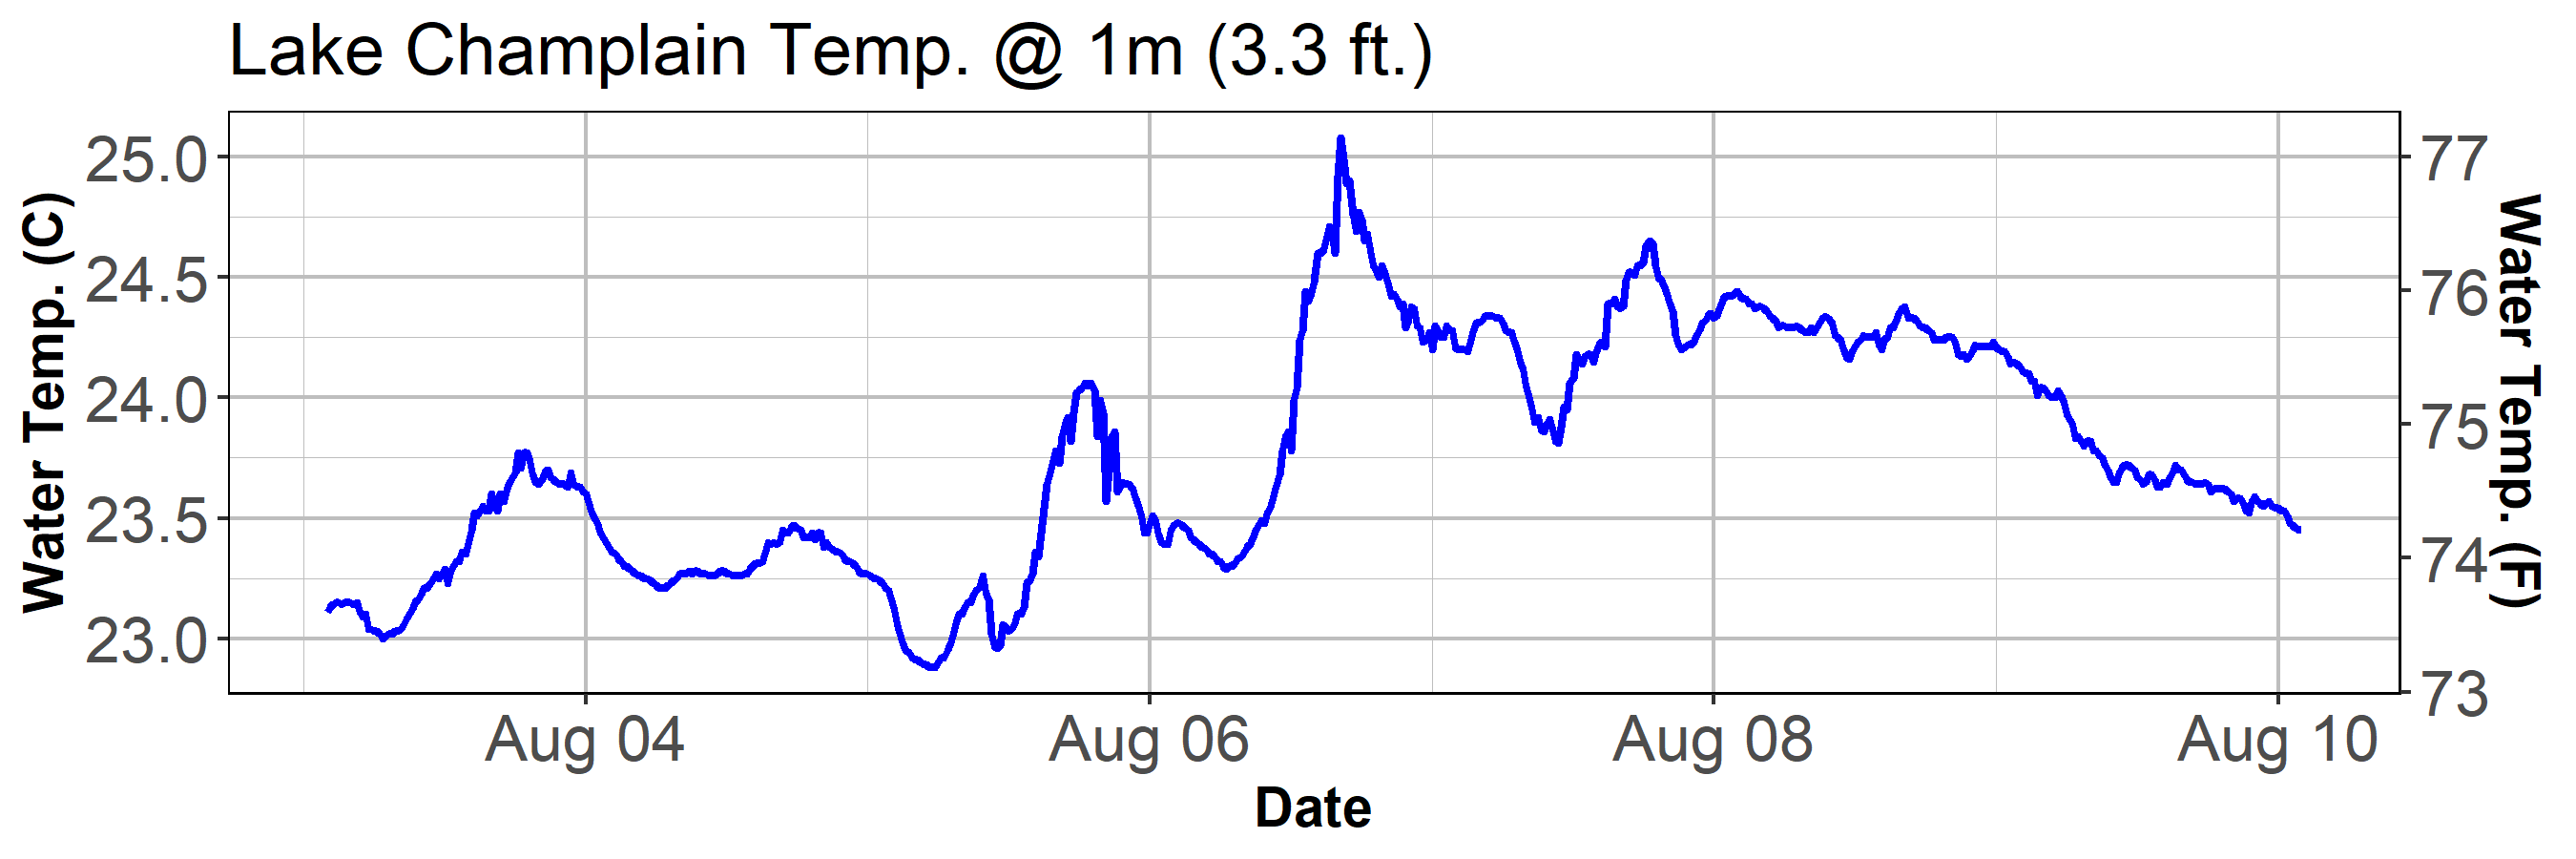 Lake Champlain Temp. @ 1m (3.3 ft.)
Water Temp. (C)
25.0
24.5
24.0
23.5
23.0
77
76
75
74
73
Water Temp. (F)
Aug 04 Aug 06 Aug 08 Aug 10
Date